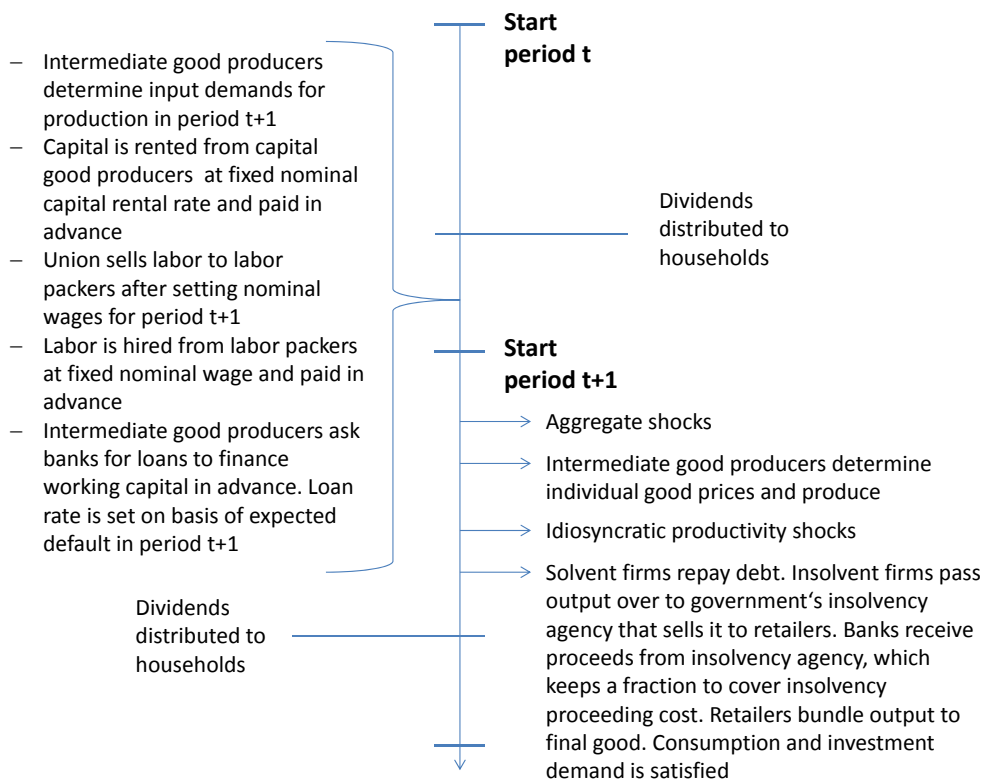 Start
period t
– Intermediate good producers
determine input demands for
production in period t+1
– Capital is rented from capital
good producers at fixed nominal
capital rental rate and paid in
advance
– Union sells labor to labor
packers after setting nominal
wages for period t+1
– Labor is hired from labor packers
at fixed nominal wage and paid in
advance
– Intermediate good producers ask
banks for loans to finance
working capital in advance. Loan
rate is set on basis of expected
default in period t+1
Dividends
distributed to
households
Start
period t+1
Aggregate shocks
Intermediate good producers determine
individual good prices and produce
Idiosyncratic productivity shocks
Solvent firms repay debt. Insolvent firms pass
output over to government‘s insolvency
agency that sells it to retailers. Banks receive
proceeds from insolvency agency, which
keeps a fraction to cover insolvency
proceeding cost. Retailers bundle output to
final good. Consumption and investment
demand is satisfied
Dividends
distributed to
households